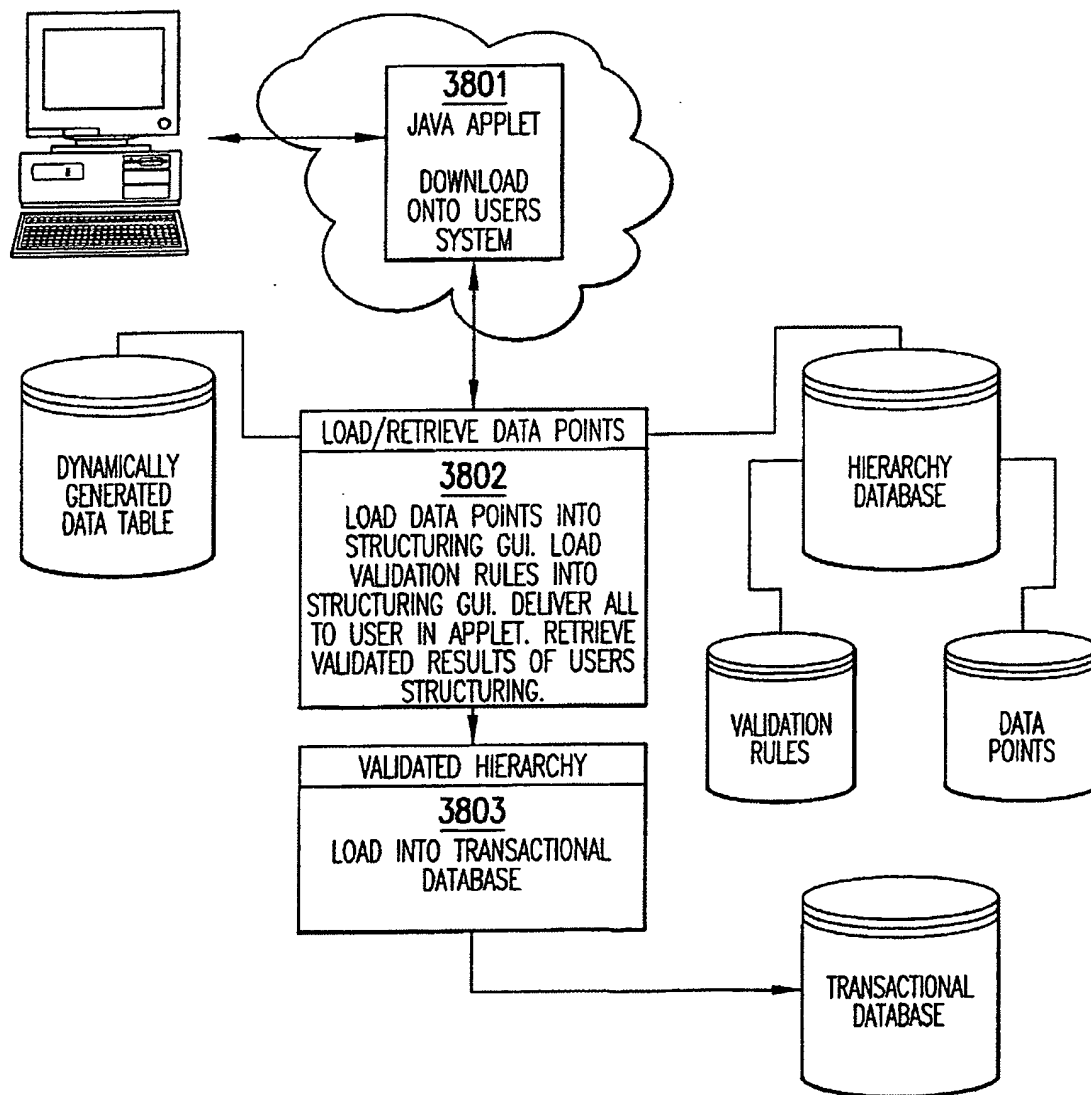 3801
JAVA APPLET
DOWNLOAD
ONTO USERS
SYSTEM
DYNAMICALLY
GENERATED
DATA TABLE
LOAD/RETRIEVE DATA POINTS
3802
LOAD DATA POINTS INTO
STRUCTURING GUI. LOAD
VALIDATION RULES INTO
STRUCTURING GUI. DELIVER ALL
TO USER IN APPLET. RETRIEVE
VALIDATED RESULTS OF USERS
STRUCTURING.
HIERARCHY
DATABASE
VALIDATION
RULES
DATA
POINTS
VALIDATED HIERARCHY
3803
LOAD INTO TRANSACTIONAL
DATABASE
TRANSACTIONAL
DATABASE